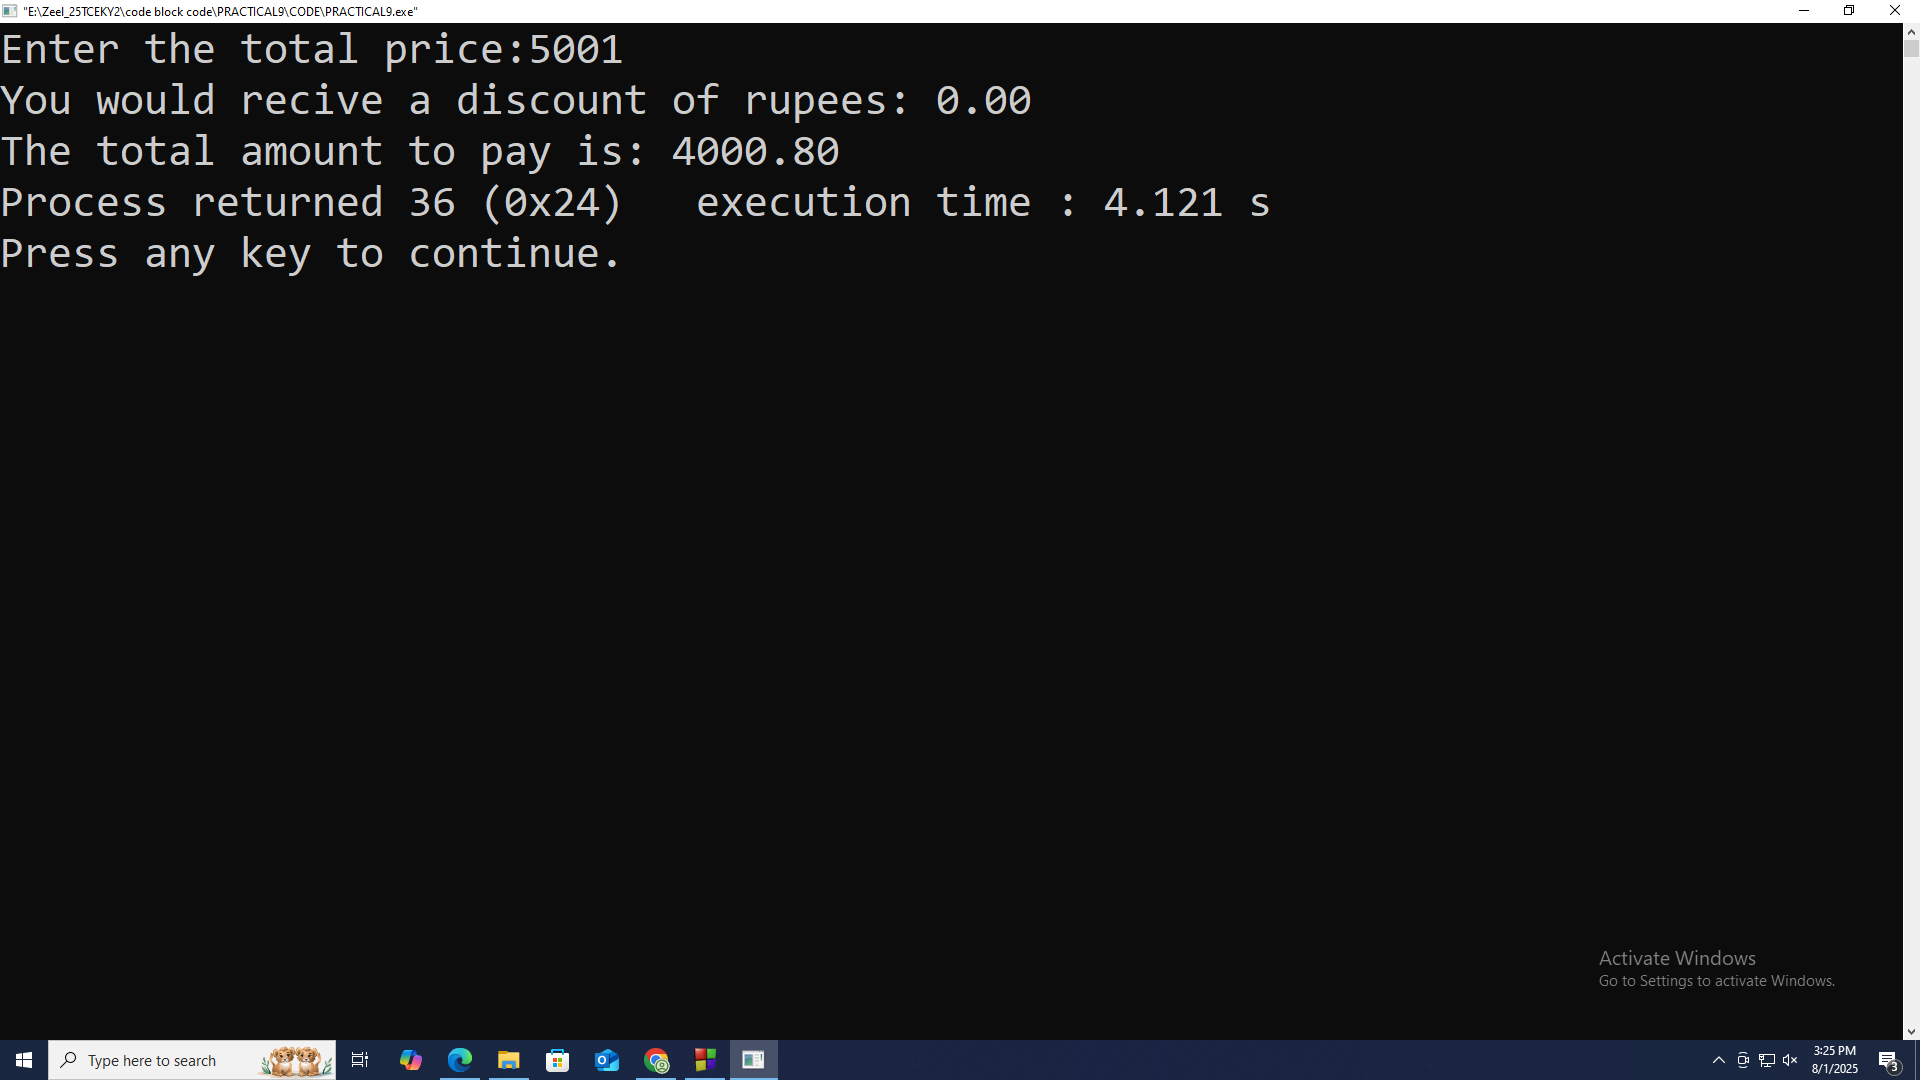 "E:\Zeel_25TCEKY2\code block code\PRACTICAL9\CODE\PRACTICAL9.exe"
Enter the total price:5001
You would recive a discount of rupees: 0.00
The total amount to pay is: 4000.80
Process returned 36 (0x24)   execution time : 4.121 s
Press any key to continue.
Activate Windows
Go to Settings to activate Windows.
Type here to search
3:25 PM
8/1/2025
3